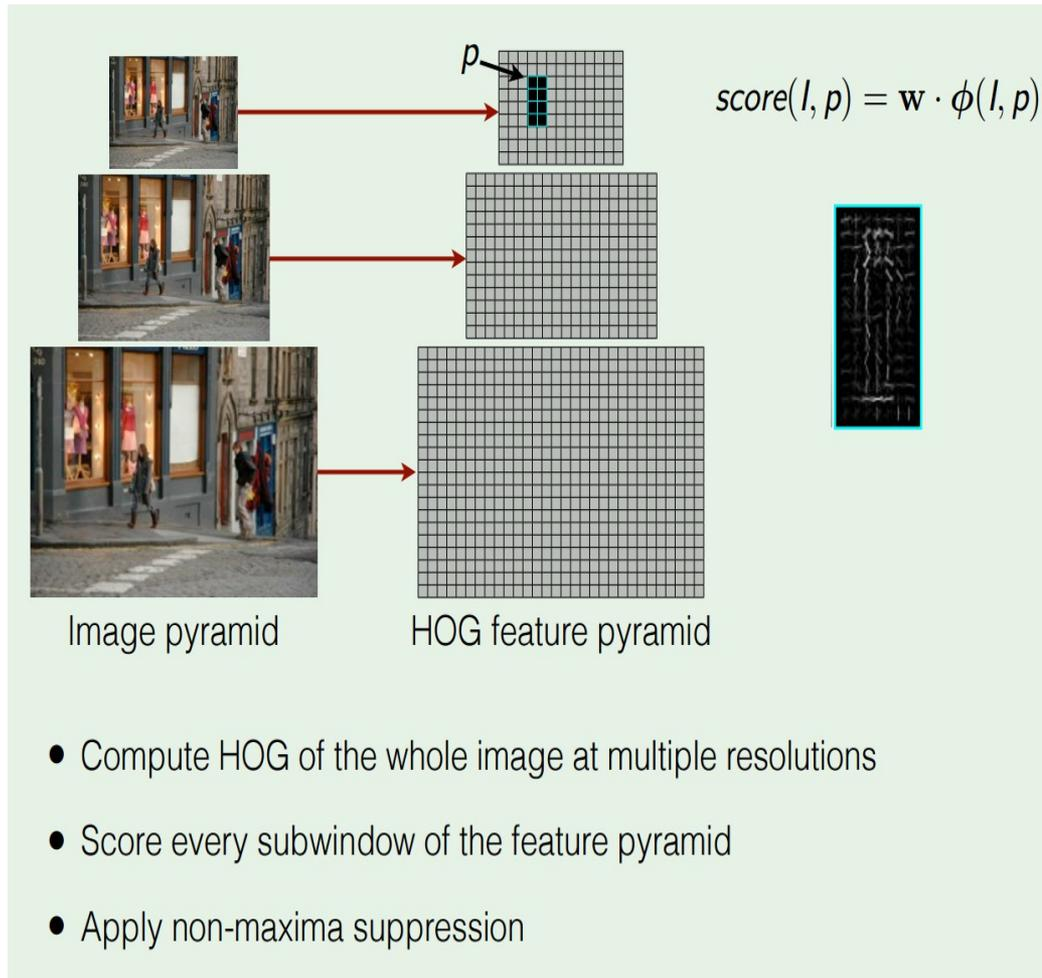 p
score(I, p) = w · ϕ(I, p)
Image pyramid
HOG feature pyramid
• Compute HOG of the whole image at multiple resolutions
• Score every subwindow of the feature pyramid
• Apply non-maxima suppression